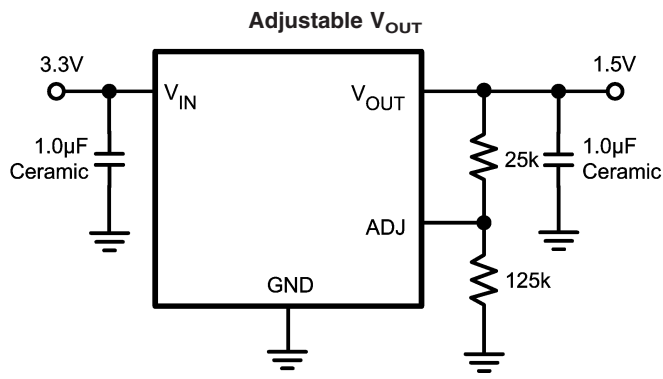 Adjustable VOUT
3.3V
1.5V
VIN
VOUT
1.0µF
Ceramic
25k
1.0µF
Ceramic
ADJ
125k
GND